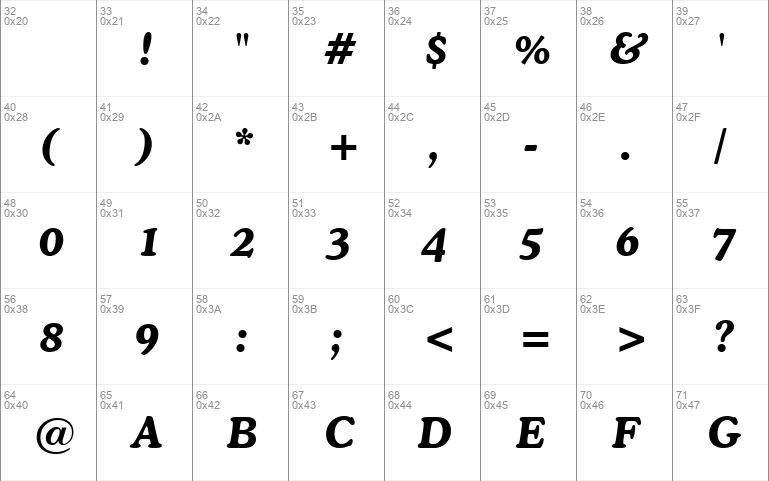 32 33 34 35 36 37 38 39
0x20 0x21 0x22 0x23 0x24 0x25 0x26 0x27
! " # $ % & '
40 41 42 43 44 45 46 47
0x28 0x29 0x2A 0x2B 0x2C 0x2D 0x2E 0x2F
( ) * + , - . /
48 49 50 51 52 53 54 55
0x30 0x31 0x32 0x33 0x34 0x35 0x36 0x37
0 1 2 3 4 5 6 7
56 57 58 59 60 61 62 63
0x38 0x39 0x3A 0x3B 0x3C 0x3D 0x3E 0x3F
8 9 : ; < = > ?
64 65 66 67 68 69 70 71
0x40 0x41 0x42 0x43 0x44 0x45 0x46 0x47
@ A B C D E F G